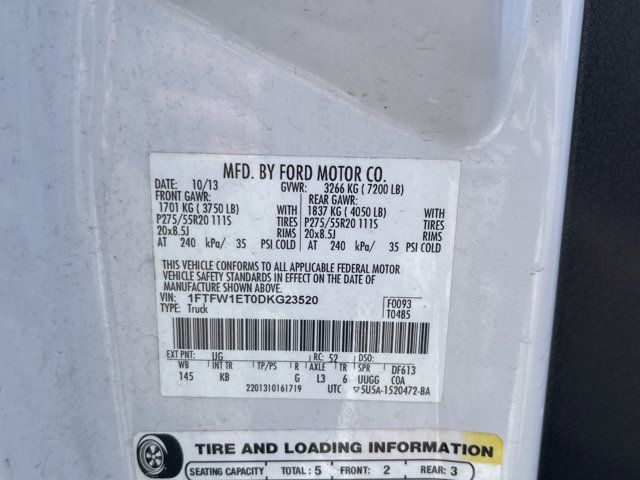 MFD. BY FORD MOTOR CO.
DATE: 10/13 GVWR: 3266 KG ( 7200 LB)
FRONT GAWR: REAR GAWR:
1701 KG ( 3750 LB) WITH 1837 KG ( 4050 LB) WITH
P275/55R20 111S TIRES P275/55R20 111S TIRES
20x8.5J RIMS 20x8.5J RIMS
AT 240 kPa/ 35 PSI COLD AT 240 kPa/ 35 PSI COLD
THIS VEHICLE CONFORMS TO ALL APPLICABLE FEDERAL MOTOR
VEHICLE SAFETY STANDARDS IN EFFECT ON THE DATE OF
MANUFACTURE SHOWN ABOVE.
VIN: 1FTFW1ET0DKG23520 F0093
TYPE: Truck T0485
EXT PNT: UG RC: 52 DSO:
WB INT TR TP/PS R AXLE TR SPR DF613
145 KB G L3 6 UUGG COA
2201310161719 UTC ▽5U5A-1520472-BA
TIRE AND LOADING INFORMATION
SEATING CAPACITY TOTAL: 5 FRONT: 2 REAR: 3